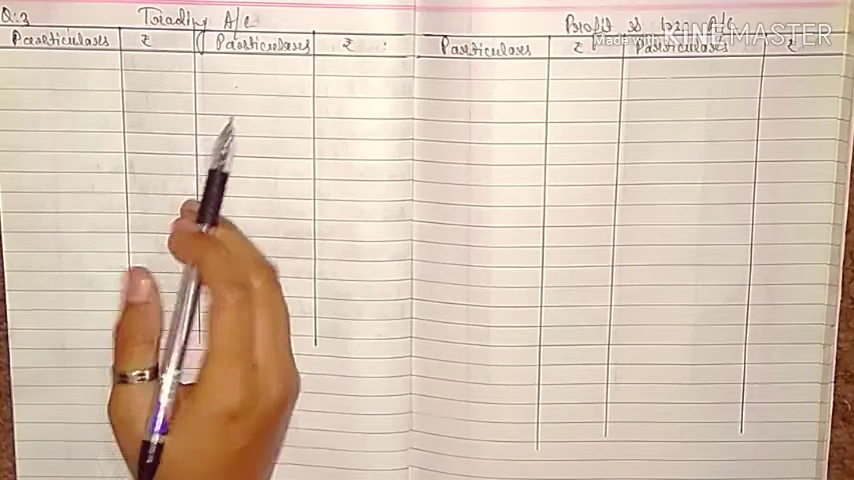 Q:3 Trading A/c
Particulars ₹ Particulars ₹
Profit & Loss A/c
Made with KINEMASTER
Particulars ₹ Particulars ₹